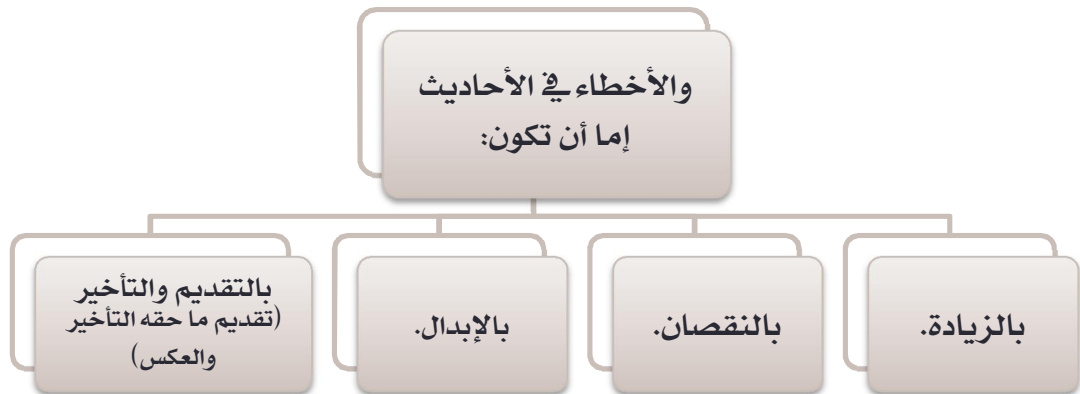 والأخطاء في الأحاديث
إما أن تكون:
بالزيادة.
بالنقصان.
بالإبدال.
بالتقديم والتأخير
(تقديم ما حقه التأخير
والعكس)